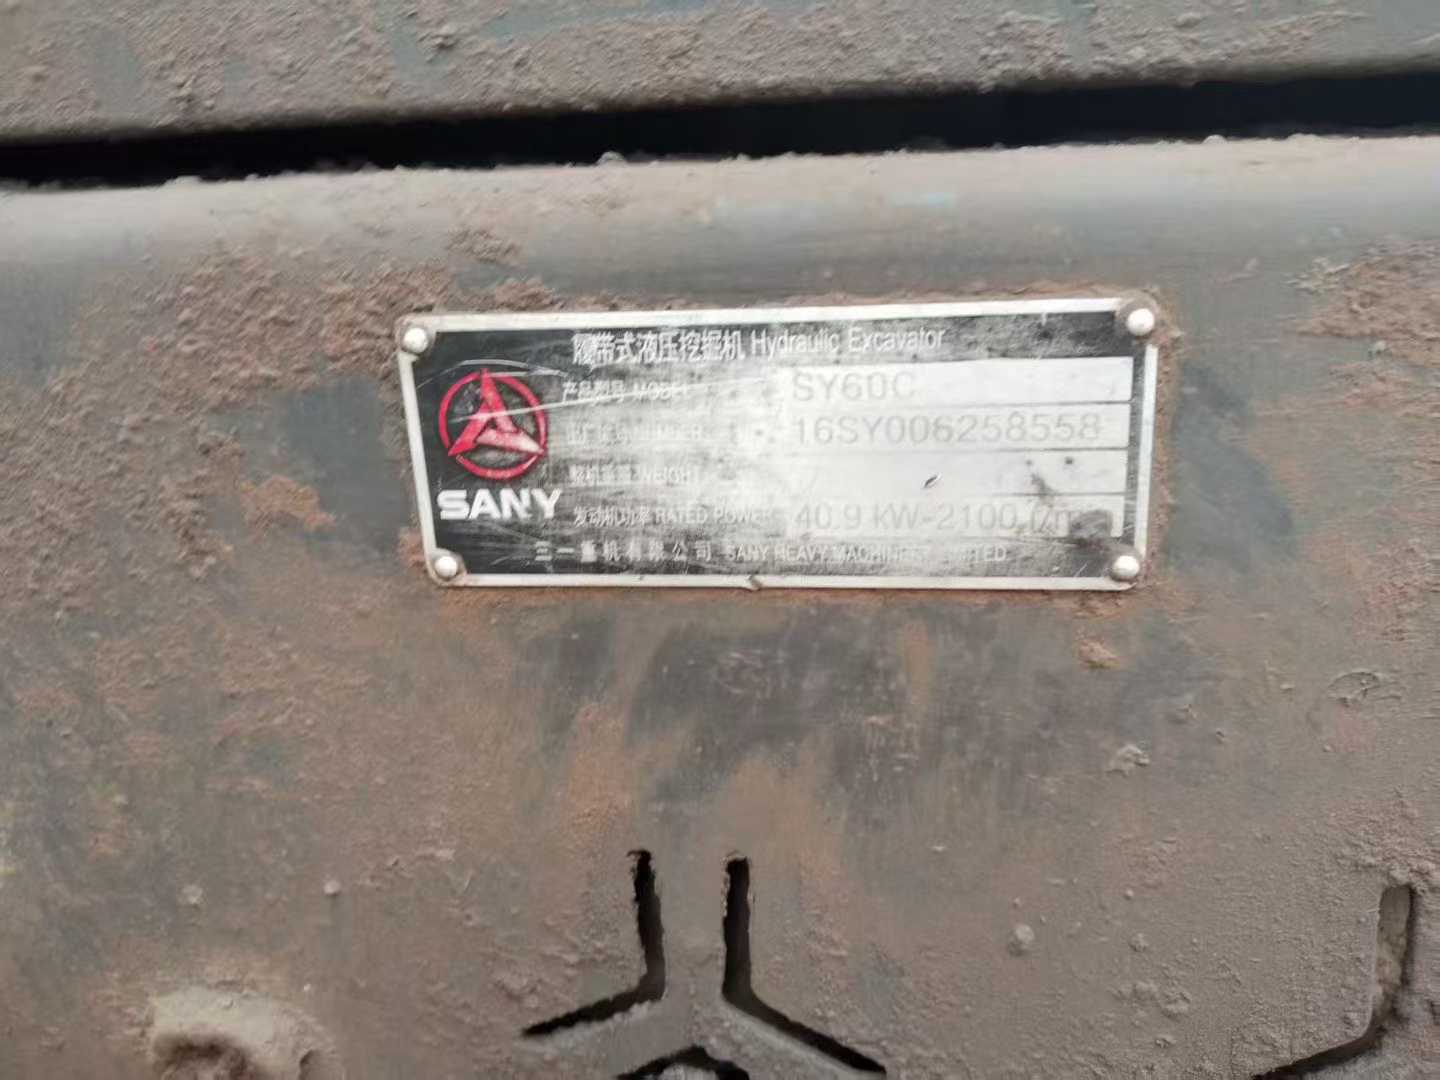 履带式液压挖掘机 Hydraulic Excavator
产品型号 MODEL SY60C
16SY006258558
整机重量 WEIGHT
发动机功率 RATED POWER 40.9 kW-2100
SANY
三一重机有限公司 SANY HEAVY MACHINERY LIMITED